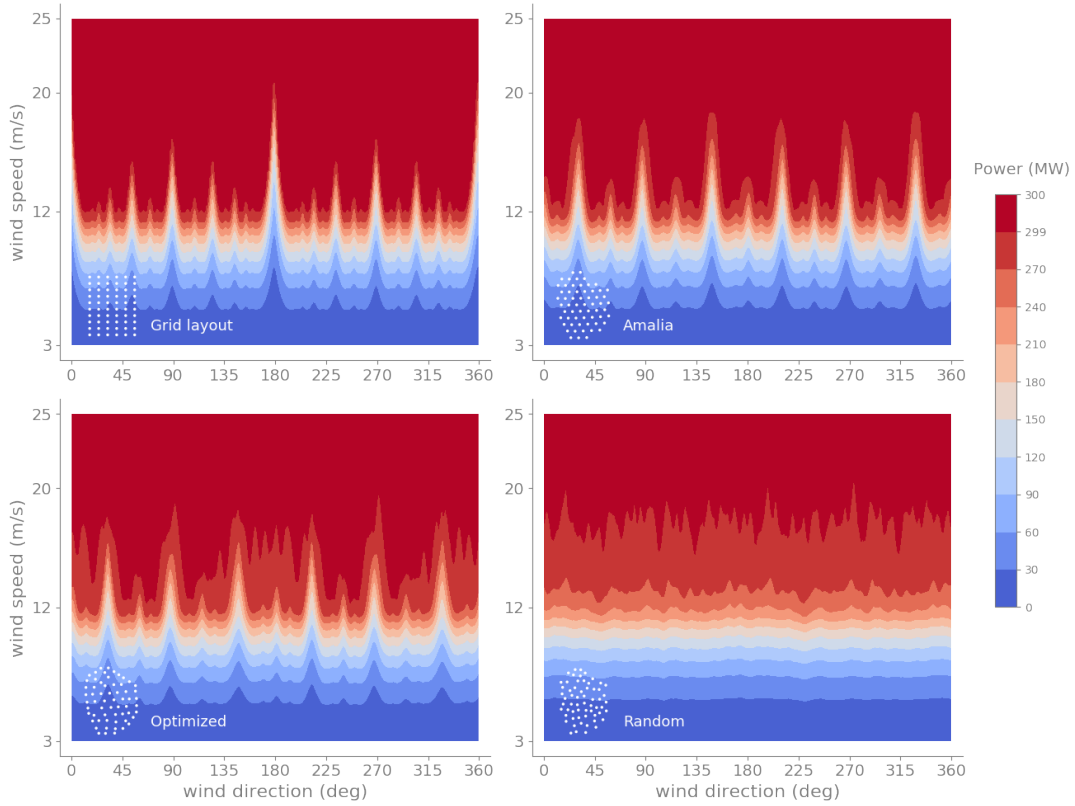 25
20
12
3
wind speed (m/s)
Grid layout
0 45 90 135 180 225 270 315 360
Amalia
25
20
12
3
0 45 90 135 180 225 270 315 360
Power (MW)
300
299
270
240
210
180
150
120
90
60
30
0
25
20
12
3
wind speed (m/s)
Optimized
0 45 90 135 180 225 270 315 360
wind direction (deg)
25
20
12
3
Random
0 45 90 135 180 225 270 315 360
wind direction (deg)